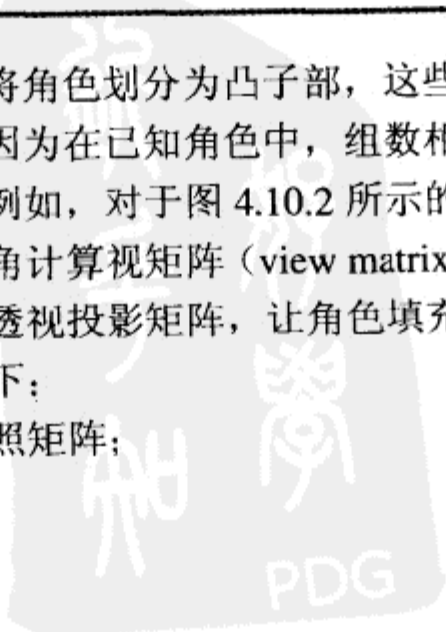 将角色划分为凸子部，这些
因为在已知角色中，组数相
例如，对于图 4.10.2 所示的
角计算视矩阵（view matrix
透视投影矩阵，让角色填充
下：
照矩阵；
PDG